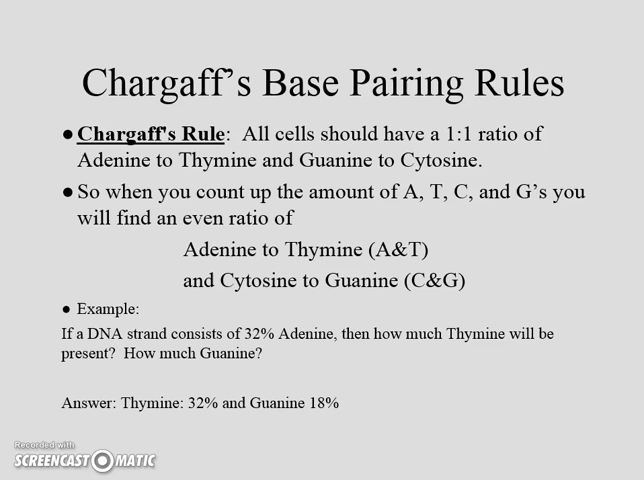 Chargaff's Base Pairing Rules
● Chargaff's Rule: All cells should have a 1:1 ratio of
Adenine to Thymine and Guanine to Cytosine.
● So when you count up the amount of A, T, C, and G's you
will find an even ratio of
Adenine to Thymine (A&T)
and Cytosine to Guanine (C&G)
● Example:
If a DNA strand consists of 32% Adenine, then how much Thymine will be
present? How much Guanine?
Answer: Thymine: 32% and Guanine 18%
Recorded with
SCREENCAST O MATIC